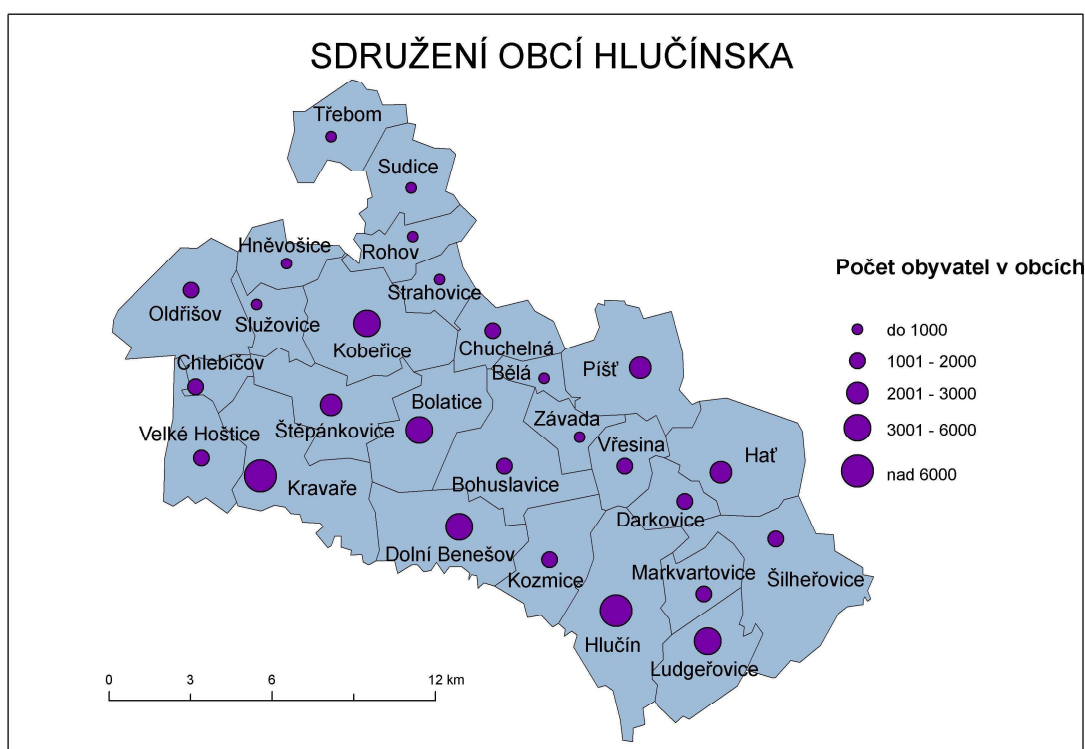 SDRUŽENÍ OBCÍ HLUČÍNSKA
Třebom
Sudice
Hněvošice
Rohov
Strahovice
Oldřišov
Služovice
Kobeřice
Chuchelná
Chlebičov
Bělá
Píšť
Bolatice
Štěpánkovice
Závada
Velké Hoštice
Vřesina
Hať
Kravaře
Bohuslavice
Darkovice
Dolní Benešov
Kozmice
Markvartovice
Šilheřovice
Hlučín
Ludgeřovice
Počet obyvatel v obcích
do 1000
1001 - 2000
2001 - 3000
3001 - 6000
nad 6000
0 3 6 12 km